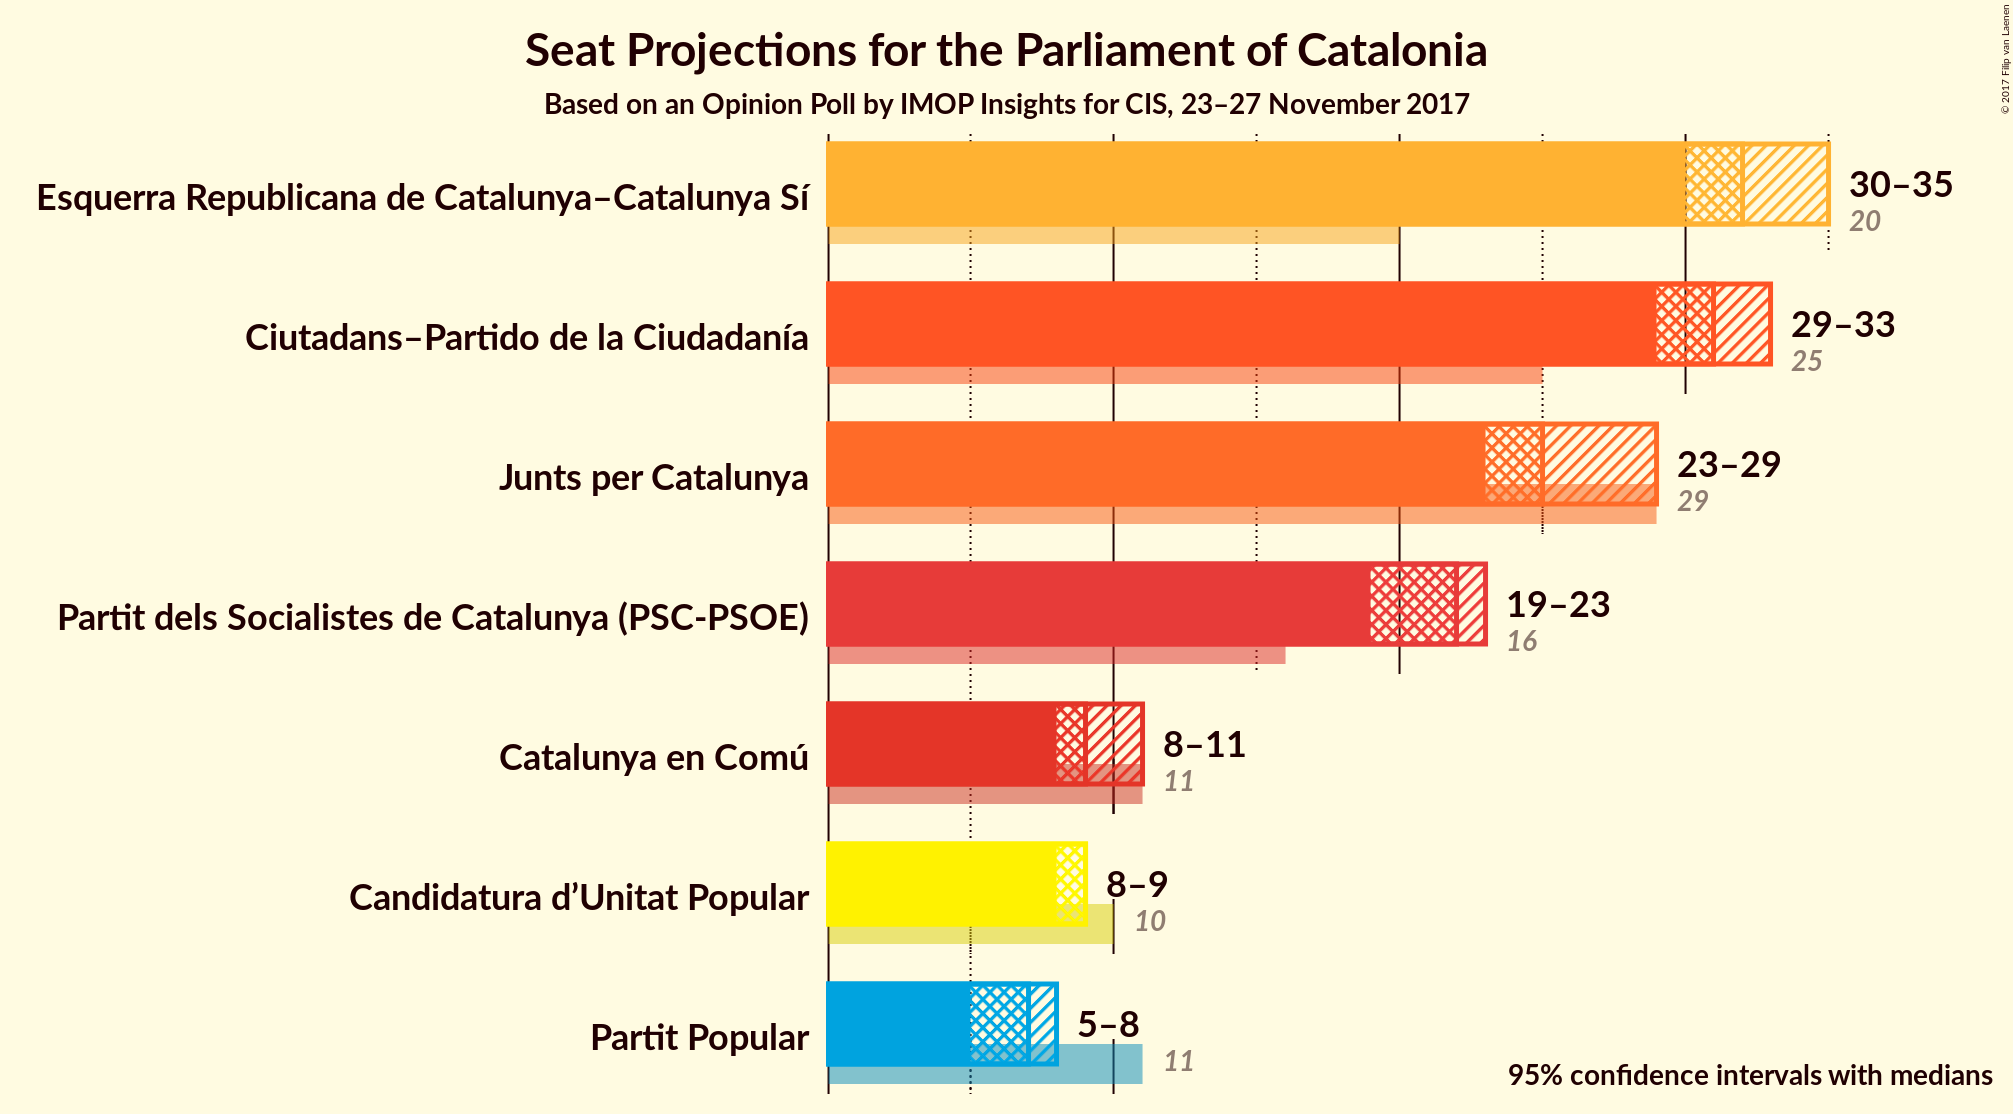 Seat Projections for the Parliament of Catalonia
Based on an Opinion Poll by IMOP Insights for CIS, 23–27 November 2017
© 2017 Filip van Laenen
Esquerra Republicana de Catalunya–Catalunya Sí
30–35
20
Ciutadans–Partido de la Ciudadanía
29–33
25
Junts per Catalunya
23–29
29
Partit dels Socialistes de Catalunya (PSC-PSOE)
19–23
16
Catalunya en Comú
8–11
11
Candidatura d’Unitat Popular
8–9
10
Partit Popular
5–8
11
95% confidence intervals with medians